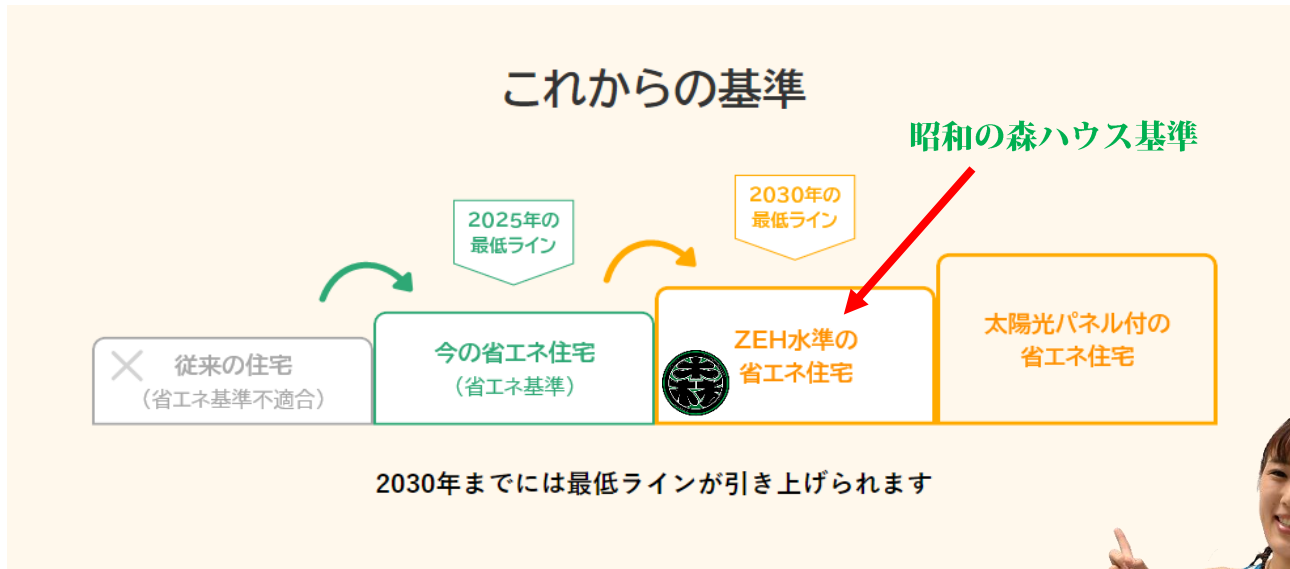 これからの基準
昭和の森ハウス基準
2025年の
最低ライン
2030年の
最低ライン
従来の住宅
（省エネ基準不適合）
今の省エネ住宅
（省エネ基準）
ZEH水準の
省エネ住宅
森
太陽光パネル付の
省エネ住宅
2030年までには最低ラインが引き上げられます